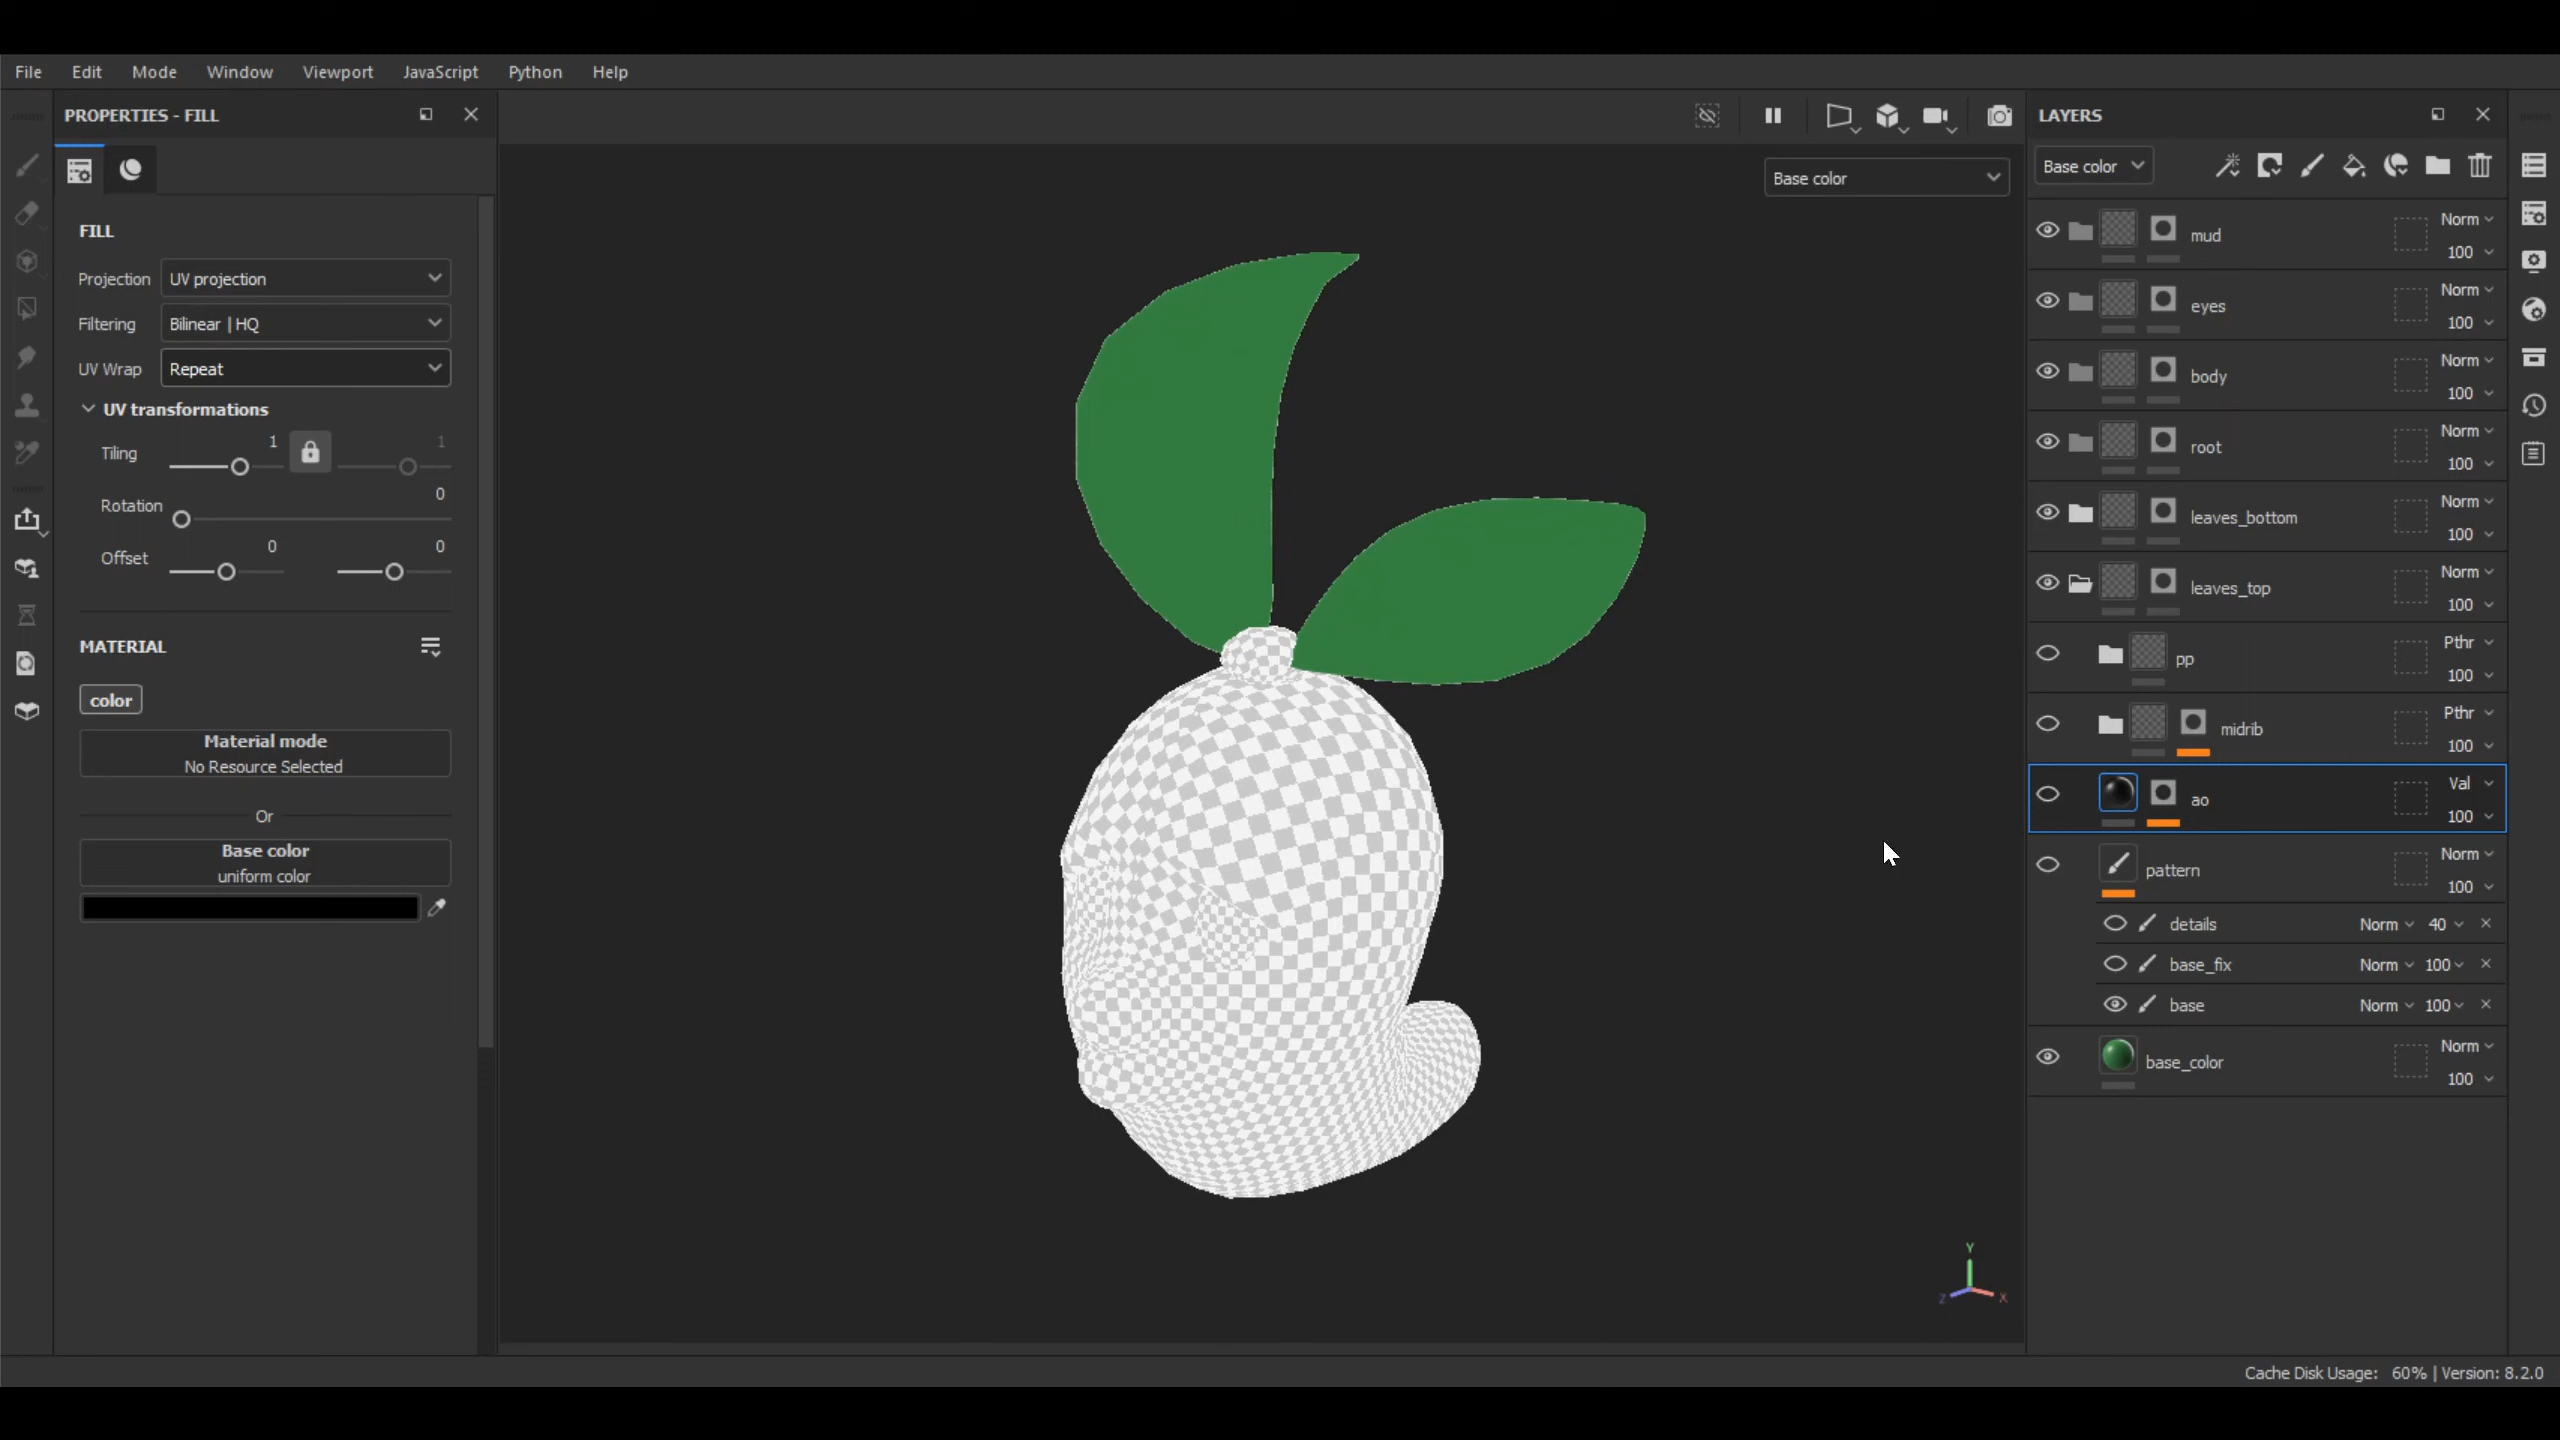 File Edit Mode Window Viewport JavaScript Python Help
PROPERTIES - FILL
FILL
Projection UV projection
Filtering Bilinear | HQ
UV Wrap Repeat
UV transformations
Tiling 1 1
Rotation 0
Offset 0 0
MATERIAL
color
Material mode
No Resource Selected
Or
Base color
uniform color
Base color
Y
Z X
LAYERS
Base color
mud Norm
100
eyes Norm
100
body Norm
100
root Norm
100
leaves_bottom Norm
100
leaves_top Norm
100
pp Pthr
100
midrib Pthr
100
ao Val
100
pattern Norm
100
details Norm 40
base_fix Norm 100
base Norm 100
base_color Norm
100
Cache Disk Usage: 60% | Version: 8.2.0